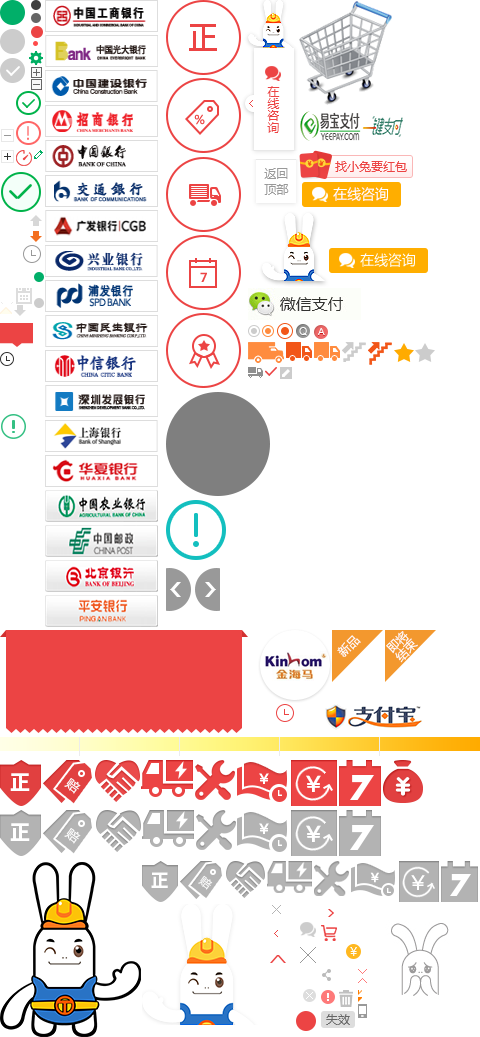 中国工商银行
INDUSTRIAL AND COMMERCIAL BANK OF CHINA
Bank
中国光大银行
CHINA EVERBRIGHT BANK
中国建设银行
China Construction Bank
招商银行
CHINA MERCHANTS BANK
中国银行
BANK OF CHINA
交通银行
BANK OF COMMUNICATIONS
广发银行|CGB
兴业银行
INDUSTRIAL BANK CO.,LTD.
浦发银行
SPD BANK
中国民生银行
CHINA MINSHENG BANKING CORP.,LTD.
中信银行
CHINA CITIC BANK
深圳发展银行
SHENZHEN DEVELOPMENT BANK CO.,LTD.
上海银行
Bank of Shanghai
华夏银行
HUAXIA BANK
中国农业银行
AGRICULTURAL BANK OF CHINA
中国邮政
CHINA POST
北京银行
BANK OF BEIJING
平安银行
PING AN BANK
正
%
7
在线咨询
易宝支付
YEEPAY.COM
一键支付
找小兔要红包
返回
顶部
在线咨询
在线咨询
微信支付
A
Kinhom
金海马
新品
即将
结束
支付宝
正
赔
¥
¥
7
¥
正
赔
¥
¥
7
正
赔
¥
¥
7
¥
失效